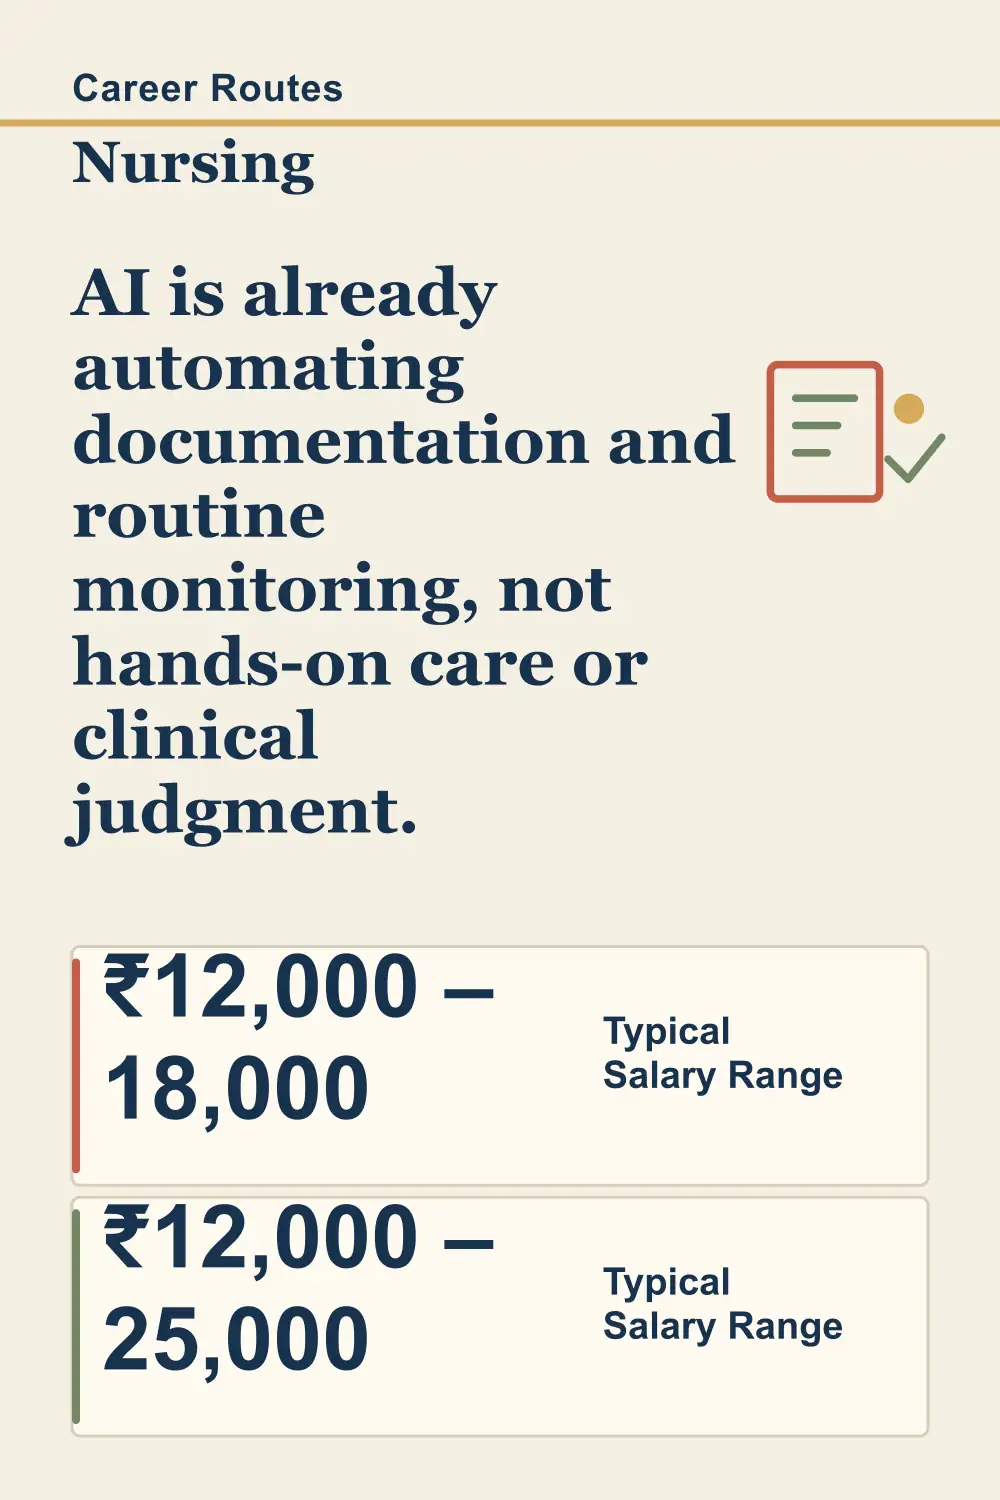 Career Routes
Nursing
AI is already
automating
documentation and
routine
monitoring, not
hands-on care or
clinical
judgment.
₹12,000 –
18,000
Typical
Salary Range
₹12,000 –
25,000
Typical
Salary Range